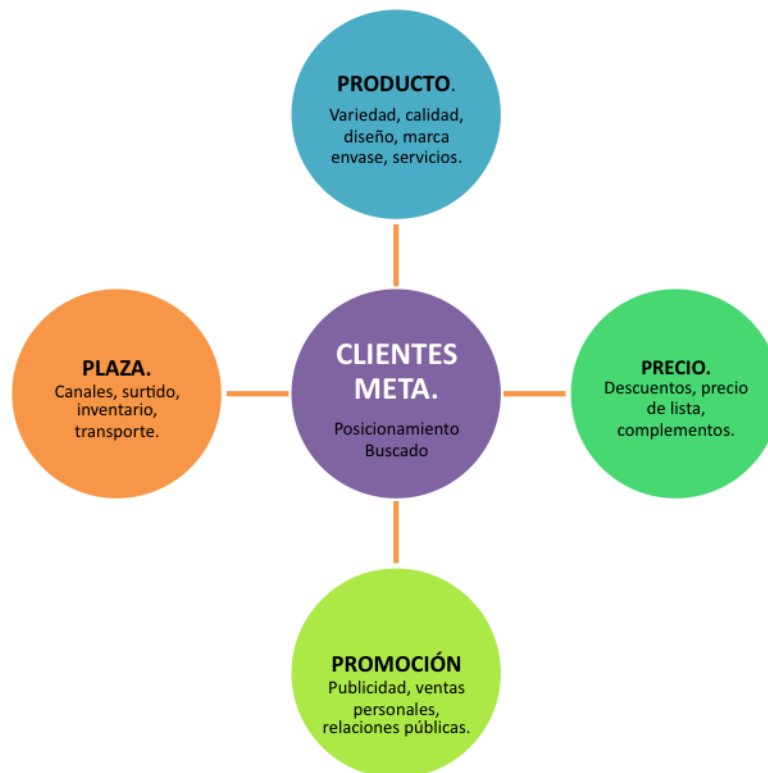 PRODUCTO.
Variedad, calidad,
diseño, marca
envase, servicios.
PLAZA.
Canales, surtido,
inventario,
transporte.
CLIENTES
META.
Posicionamiento
Buscado
PRECIO.
Descuentos, precio
de lista,
complementos.
PROMOCIÓN
Publicidad, ventas
personales,
relaciones públicas.